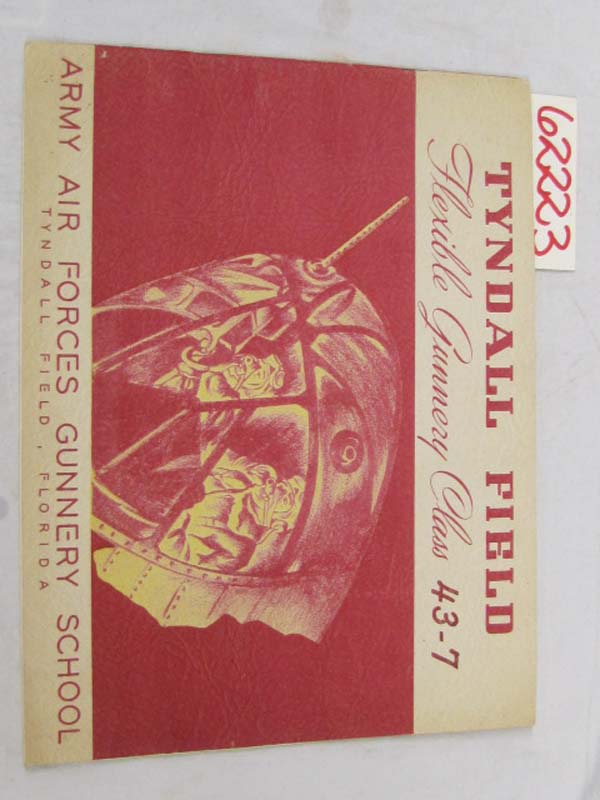 TYNDALL FIELD
Flexible Gunnery Class 43-7
ARMY AIR FORCES GUNNERY SCHOOL
TYNDALL FIELD, FLORIDA
62223